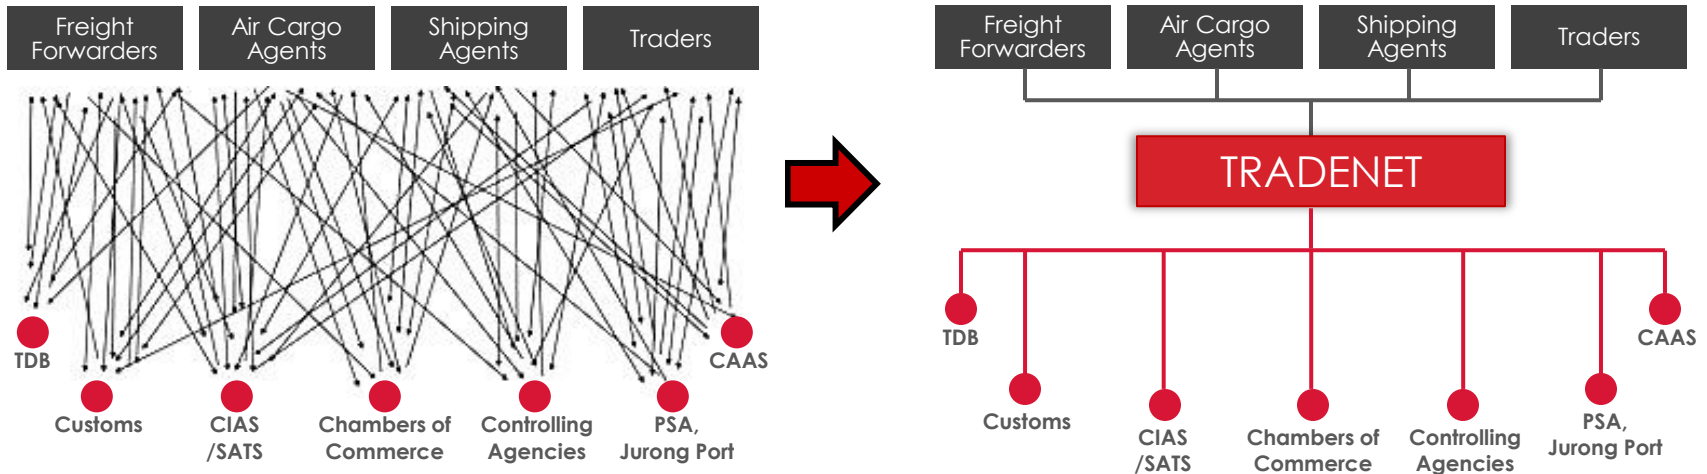 Freight
Forwarders
Air Cargo
Agents
Shipping
Agents
Traders
TDB
Customs
CIAS
/SATS
Chambers of
Commerce
Controlling
Agencies
PSA,
Jurong Port
CAAS
Freight
Forwarders
Air Cargo
Agents
Shipping
Agents
Traders
TRADENET
TDB
Customs
CIAS
/SATS
Chambers of
Commerce
Controlling
Agencies
PSA,
Jurong Port
CAAS